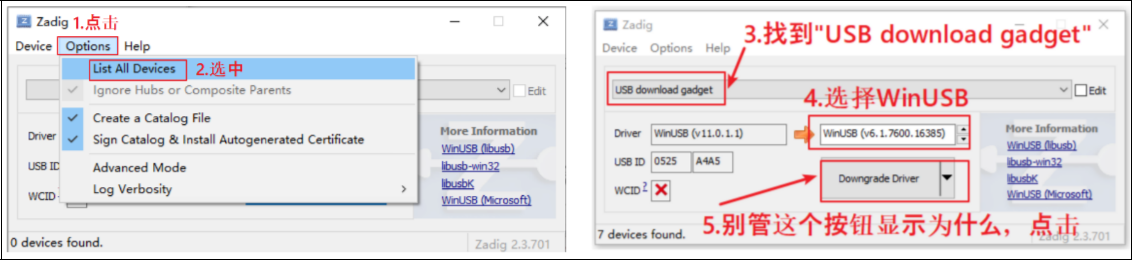 Zadig 1.点击
Device Options Help
List All Devices 2.选中
Ignore Hubs or Composite Parents
Edit
Create a Catalog File
Sign Catalog & Install Autogenerated Certificate
Advanced Mode
Log Verbosity
Driver
USB ID
WCID ?
More Information
WinUSB (libusb)
libusb-win32
libusbK
WinUSB (Microsoft)
0 devices found.
Zadig 2.3.701
Zadig
3.找到"USB download gadget"
Device Options Help
USB download gadget
Edit
4.选择WinUSB
Driver WinUSB (v11.0.1.1) WinUSB (v6.1.7600.16385)
USB ID 0525 A4A5
WCID ?
Downgrade Driver
More Information
WinUSB (libusb)
libusb-win32
libusbK
WinUSB (Microsoft)
5.别管这个按钮显示为什么，点击
7 devices found.
Zadig 2.3.701